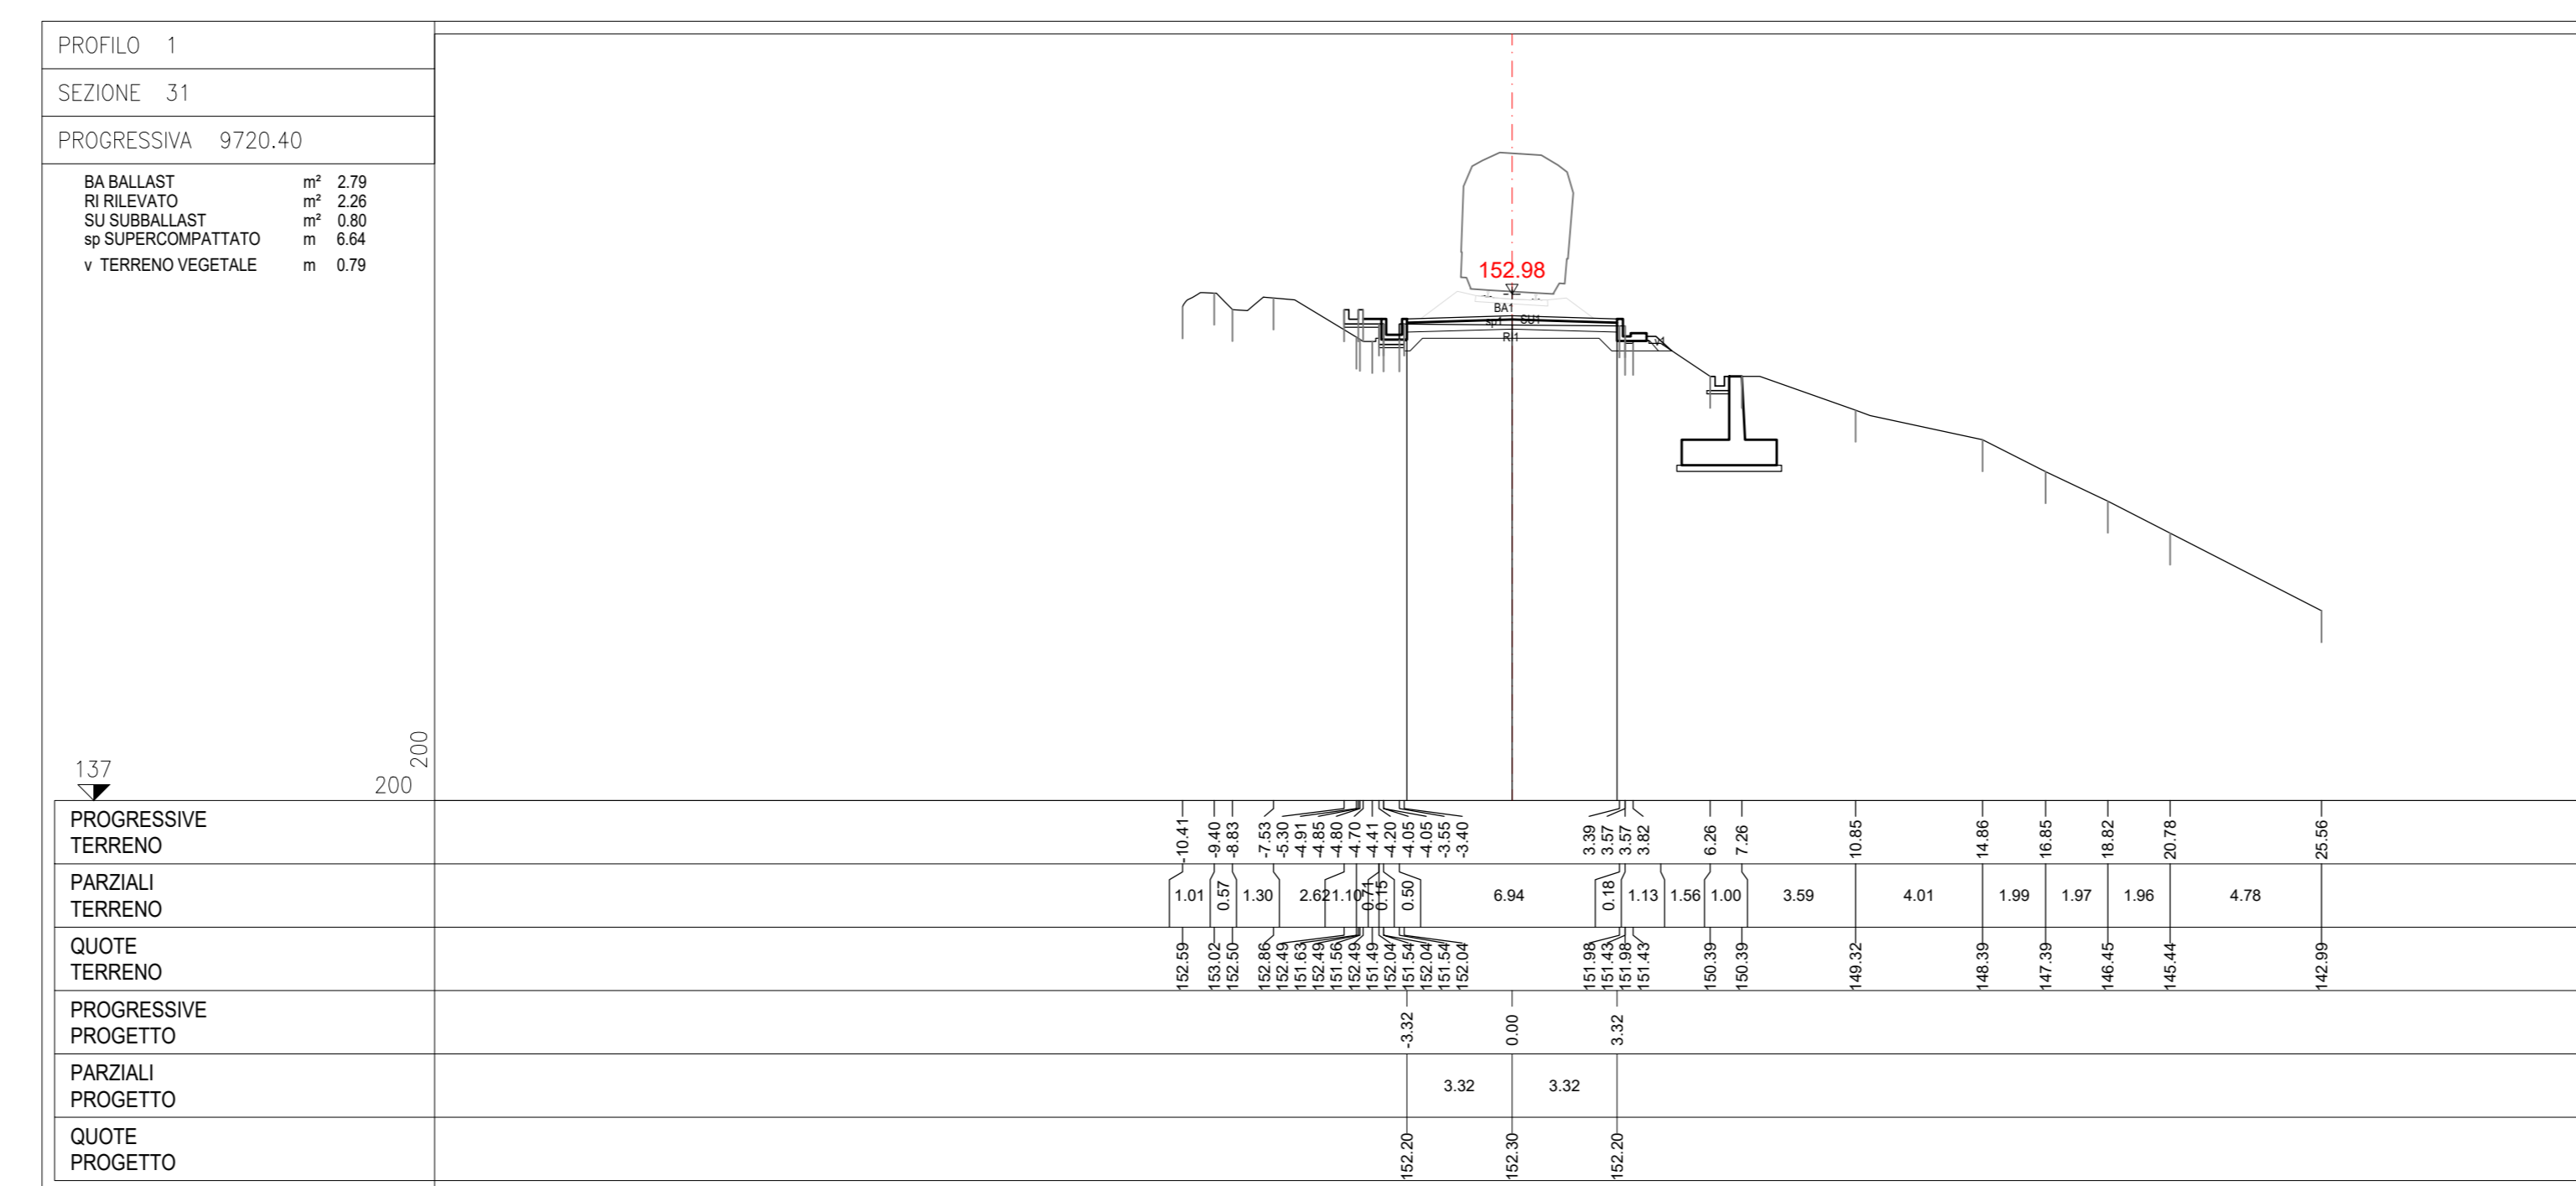 PROFILO 1
SEZIONE 31
PROGRESSIVA 9720.40
BA BALLAST m² 2.79
RI RILEVATO m² 2.26
SU SUBBALLAST m² 0.80
sp SUPERCOMPATTATO m 6.64
v TERRENO VEGETALE m 0.79
152.98
BA1
sp1 SU1
RI1
v1
200
137
200
PROGRESSIVE
TERRENO
-10.41 -9.40 -8.83 -7.53 -5.30 -4.91 -4.85 -4.80 -4.70 -4.41 -4.20 -4.05 -4.05 -3.55 -3.40 3.39 3.57 3.57 3.82 6.26 7.26 10.85 14.86 16.85 18.82 20.78 25.56
PARZIALI
TERRENO
1.01 0.57 1.30 2.62 1.10 0.71 0.15 0.50 6.94 0.18 1.13 1.56 1.00 3.59 4.01 1.99 1.97 1.96 4.78
QUOTE
TERRENO
152.59 153.02 152.50 152.86 152.49 151.63 152.49 151.56 152.49 151.49 152.04 151.54 152.04 151.54 152.04 151.98 151.43 151.98 151.43 150.39 150.39 149.32 148.39 147.39 146.45 145.44 142.99
PROGRESSIVE
PROGETTO
-3.32 0.00 3.32
PARZIALI
PROGETTO
3.32 3.32
QUOTE
PROGETTO
152.20 152.30 152.20